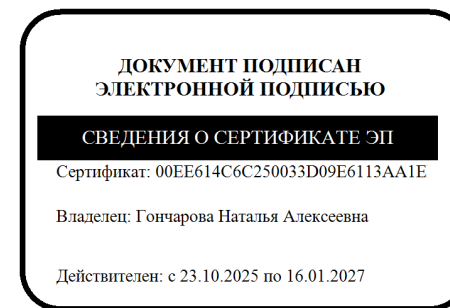 ДОКУМЕНТ ПОДПИСАН
ЭЛЕКТРОННОЙ ПОДПИСЬЮ
СВЕДЕНИЯ О СЕРТИФИКАТЕ ЭП
Сертификат: 00EE614C6C250033D09E6113AA1E
Владелец: Гончарова Наталья Алексеевна
Действителен: с 23.10.2025 по 16.01.2027